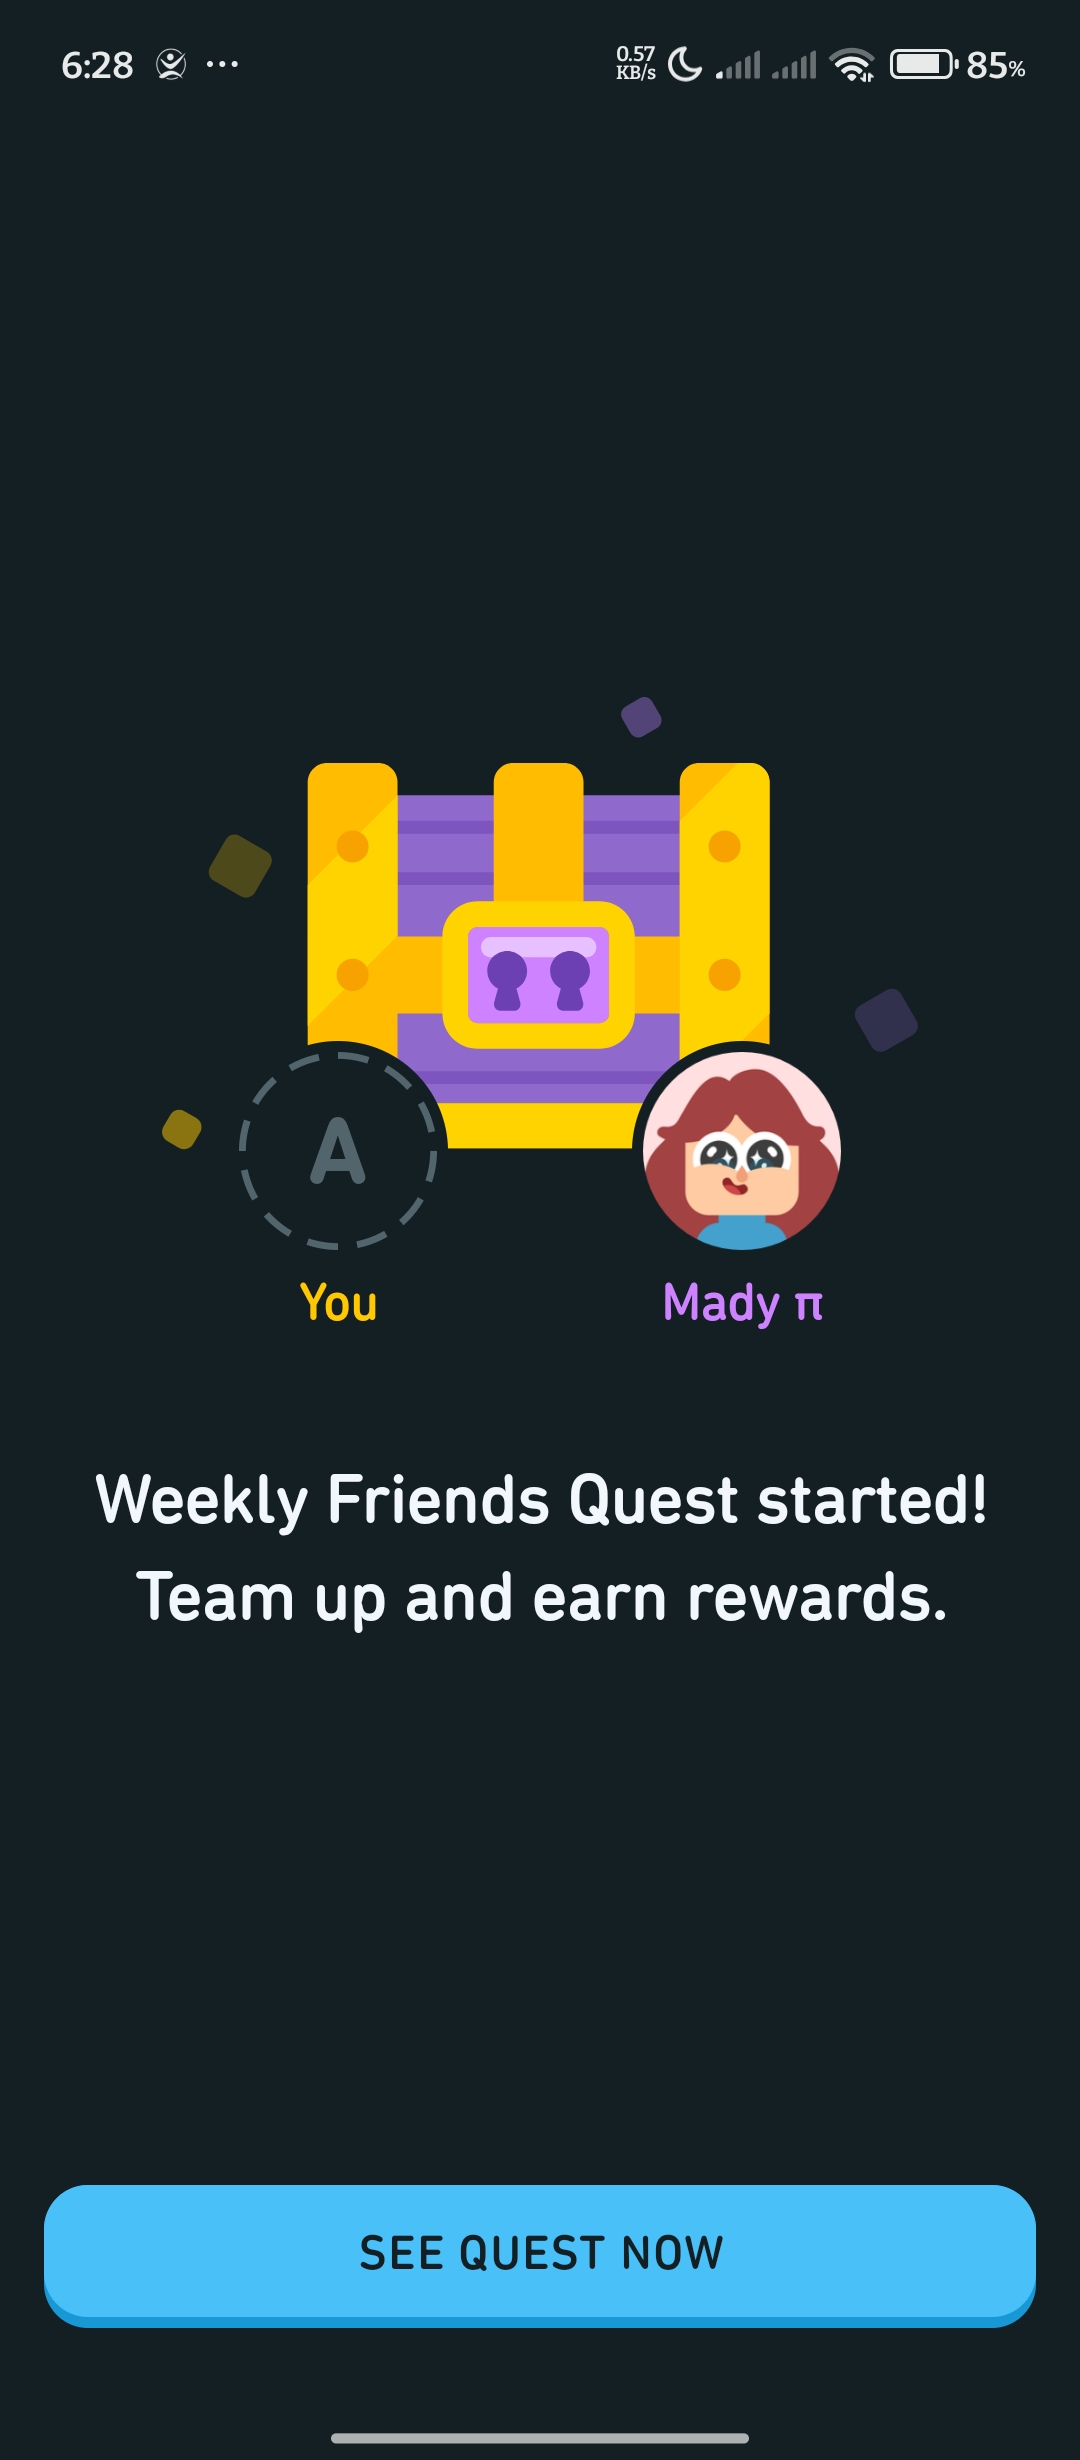 6:28 ... 0.57 KB/s 85%
A
You Mady π
Weekly Friends Quest started!
Team up and earn rewards.
SEE QUEST NOW